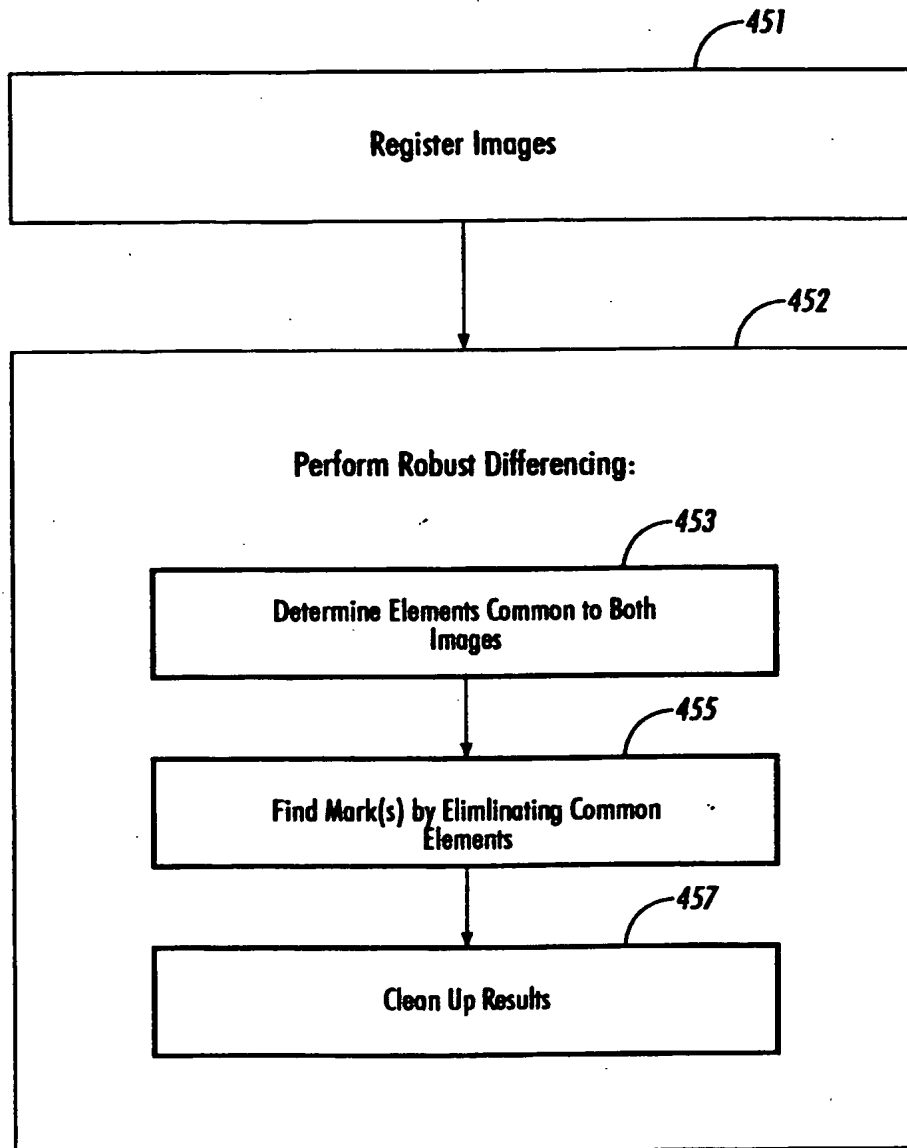 451
Register Images
452
Perform Robust Differencing:
453
Determine Elements Common to Both
Images
455
Find Mark(s) by Elimlinating Common
Elements
457
Clean Up Results